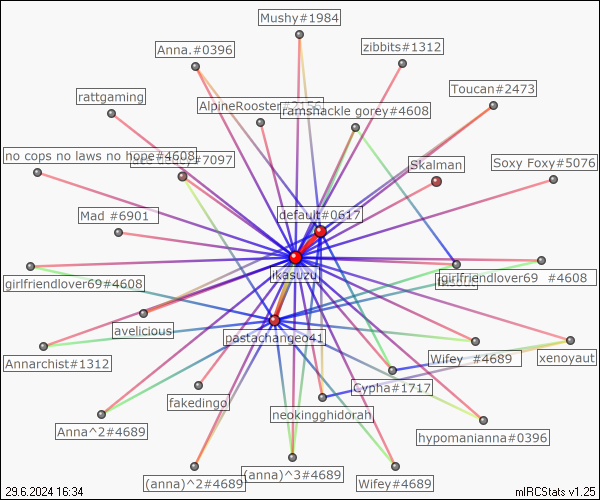 Mushy#1984
Anna.#0396
zibbits#1312
Toucan#2473
rattgaming
AlpineRooster#2156
ramshackle gorey#4608
no cops no laws no hope#4608
#7097
Skalman
Soxy Foxy#5076
Mad #6901
default#0617
ikasuzu
girlfriendlover69#4608
girlfriendlover69 #4608
avelicious
pastachangeo41
Annarchist#1312
Wifey #4689
xenoyaut
Cypha#1717
fakedingo
neokingghidorah
Anna^2#4689
hypomanianna#0396
(anna)^2#4689
(anna)^3#4689
Wifey#4689
29.6.2024 16:34
mIRCStats v1.25